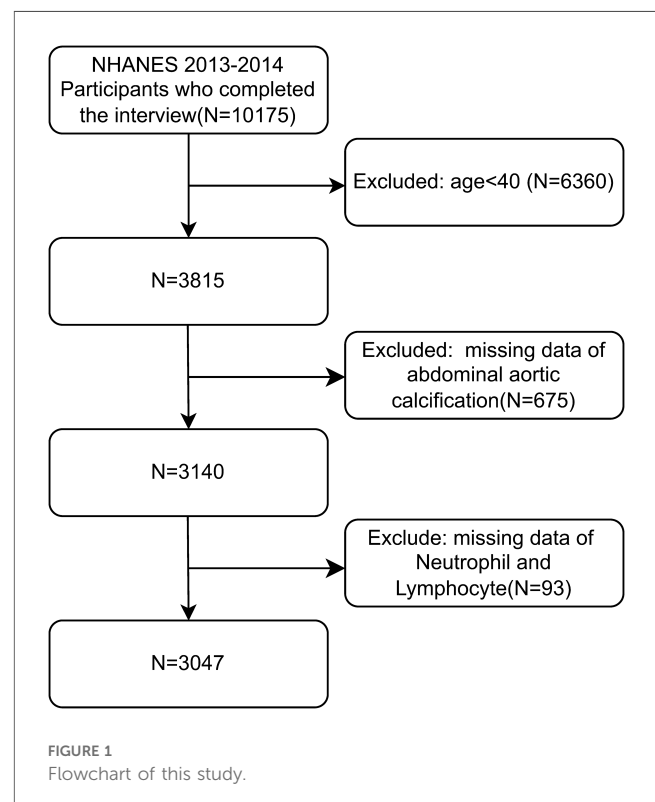 NHANES 2013-2014
Participants who completed
the interview(N=10175)
Excluded: age<40 (N=6360)
N=3815
Excluded:  missing data of
abdominal aortic
calcification(N=675)
N=3140
Exclude: missing data of
Neutrophil and
Lymphocyte(N=93)
N=3047
FIGURE 1
Flowchart of this study.